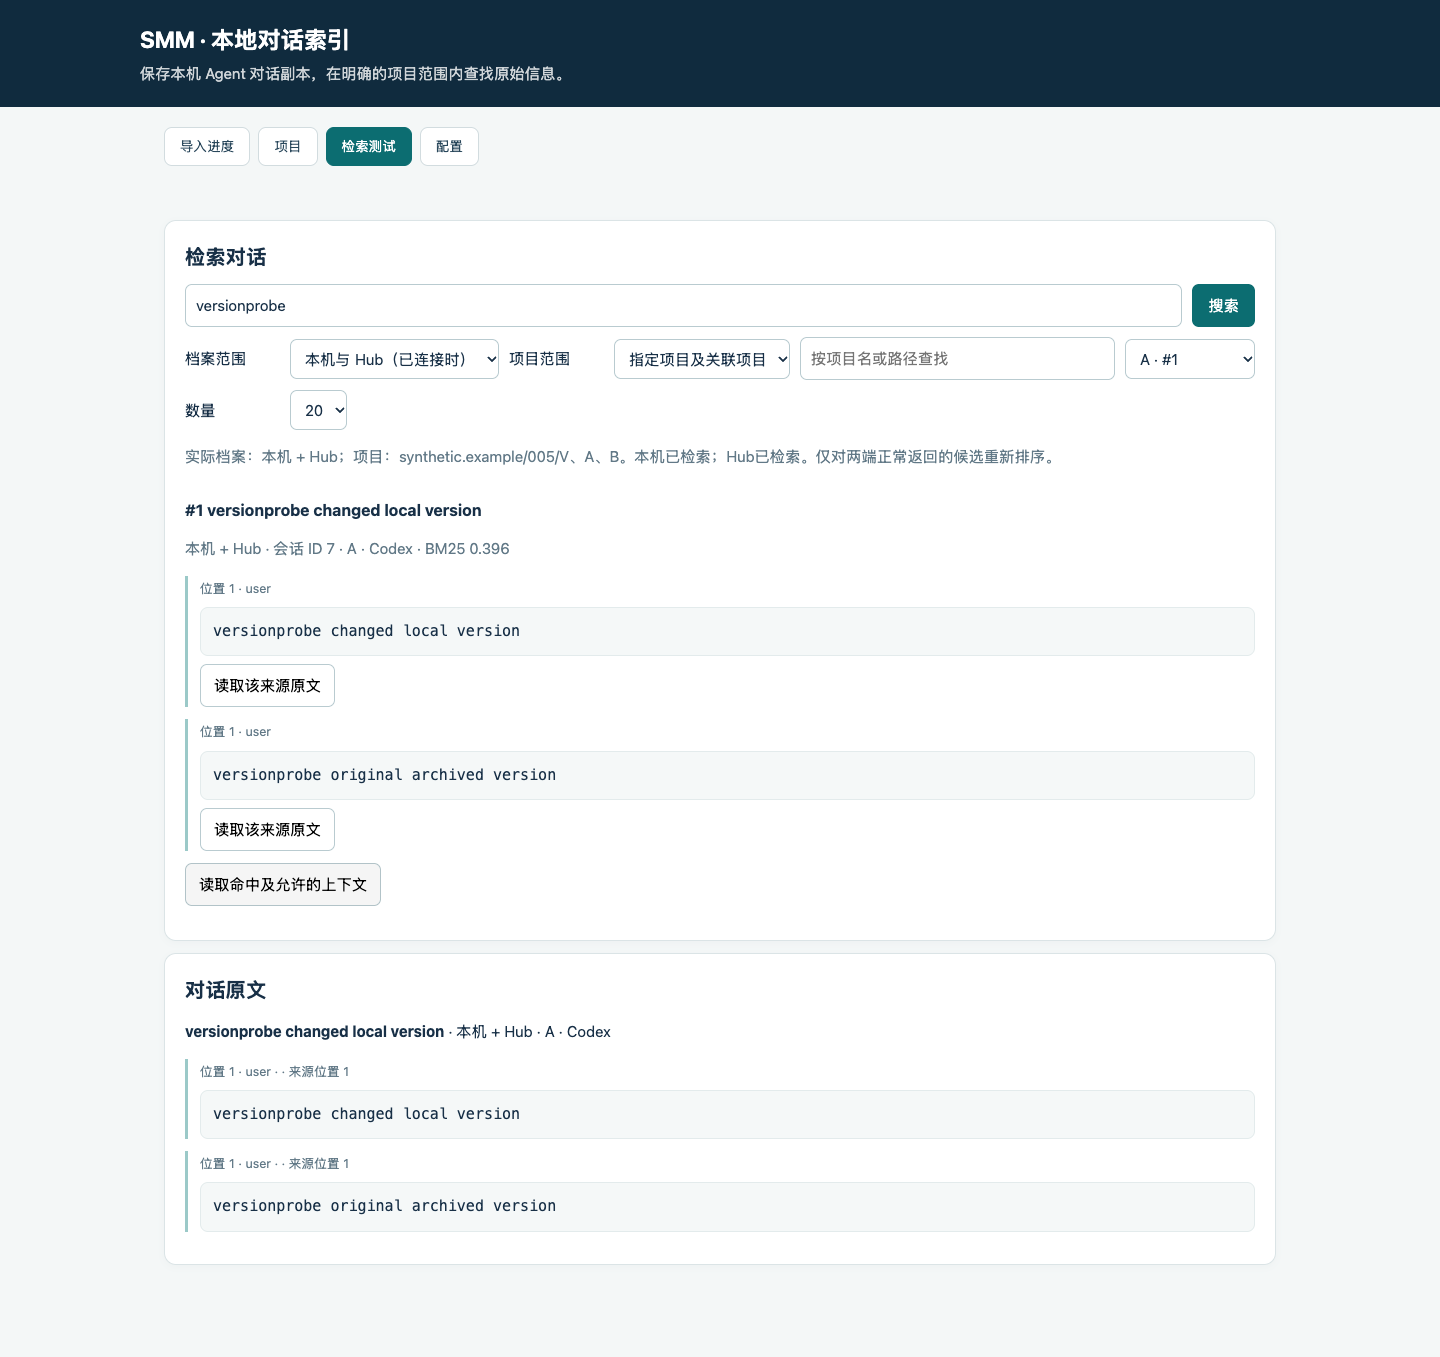 SMM · 本地对话索引
保存本机 Agent 对话副本，在明确的项目范围内查找原始信息。
导入进度 项目 检索测试 配置
检索对话
versionprobe 搜索
档案范围 本机与 Hub（已连接时） 项目范围 指定项目及关联项目 按项目名或路径查找 A · #1
数量 20
实际档案：本机 + Hub；项目：synthetic.example/005/V、A、B。本机已检索；Hub已检索。仅对两端正常返回的候选重新排序。
#1 versionprobe changed local version
本机 + Hub · 会话 ID 7 · A · Codex · BM25 0.396
位置 1 · user
versionprobe changed local version
读取该来源原文
位置 1 · user
versionprobe original archived version
读取该来源原文
读取命中及允许的上下文
对话原文
versionprobe changed local version · 本机 + Hub · A · Codex
位置 1 · user · · 来源位置 1
versionprobe changed local version
位置 1 · user · · 来源位置 1
versionprobe original archived version